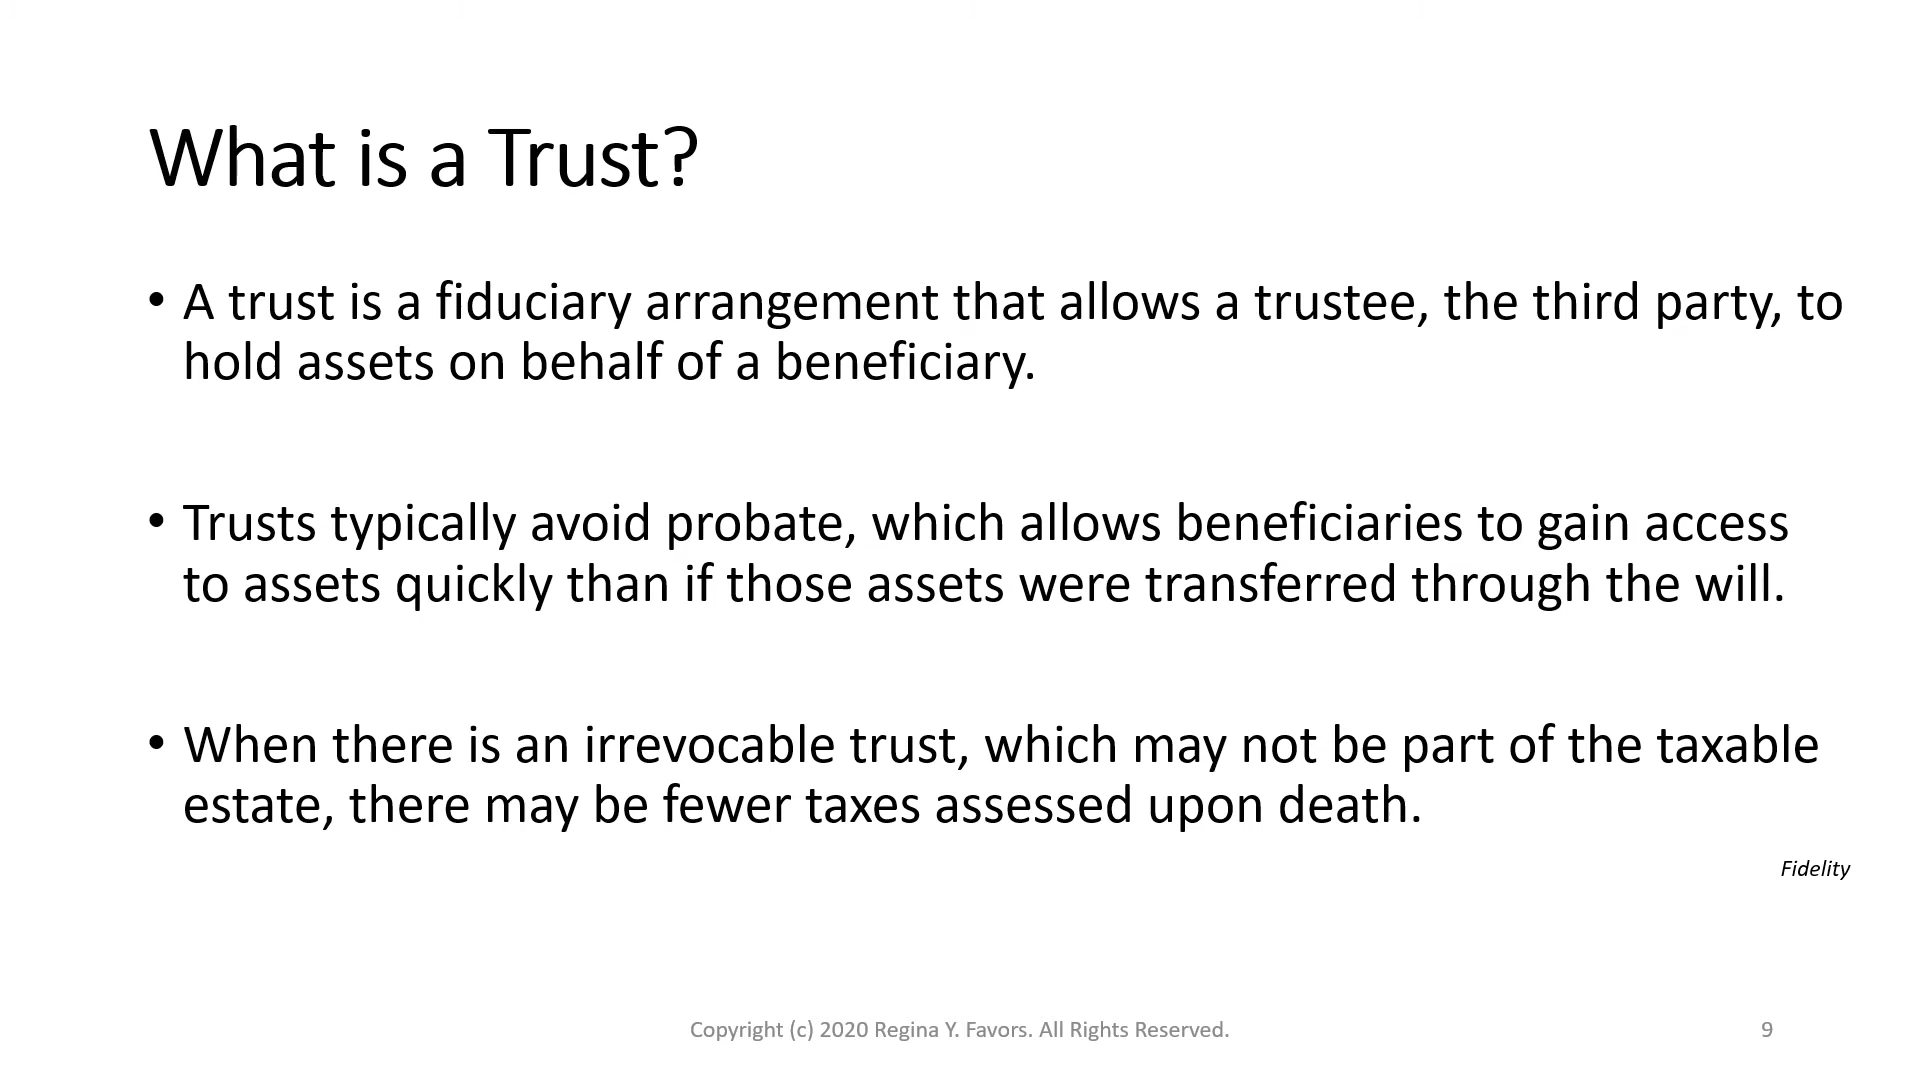 What is a Trust?
• A trust is a fiduciary arrangement that allows a trustee, the third party, to
hold assets on behalf of a beneficiary.
• Trusts typically avoid probate, which allows beneficiaries to gain access
to assets quickly than if those assets were transferred through the will.
• When there is an irrevocable trust, which may not be part of the taxable
estate, there may be fewer taxes assessed upon death.
Fidelity
Copyright (c) 2020 Regina Y. Favors. All Rights Reserved.
9